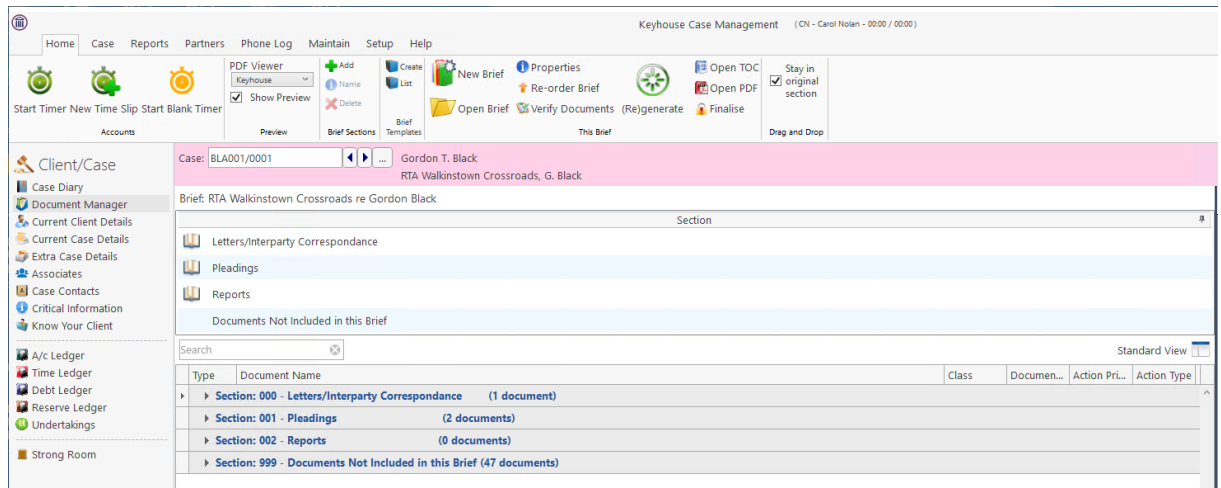 Keyhouse Case Management (CN - Carol Nolan - 00:00 / 00:00)
Home Case Reports Partners Phone Log Maintain Setup Help
Start Timer
New Time Slip
Start Blank Timer
Accounts
PDF Viewer
Keyhouse
Show Preview
Preview
Add
Name
Delete
Brief Sections
Create
List
Brief
Templates
New Brief
Open Brief
Properties
Re-order Brief
Verify Documents
(Re)generate
Open TOC
Open PDF
Finalise
This Brief
Stay in
original
section
Drag and Drop
Client/Case
Case Diary
Document Manager
Current Client Details
Current Case Details
Extra Case Details
Associates
Case Contacts
Critical Information
Know Your Client
A/c Ledger
Time Ledger
Debt Ledger
Reserve Ledger
Undertakings
Strong Room
Case: BLA001/0001 ... Gordon T. Black
RTA Walkinstown Crossroads, G. Black
Brief: RTA Walkinstown Crossroads re Gordon Black
Section
Letters/Interparty Correspondance
Pleadings
Reports
Documents Not Included in this Brief
Search
Standard View
Type Document Name Class Documen... Action Pri... Action Type
Section: 000 - Letters/Interparty Correspondance (1 document)
Section: 001 - Pleadings (2 documents)
Section: 002 - Reports (0 documents)
Section: 999 - Documents Not Included in this Brief (47 documents)